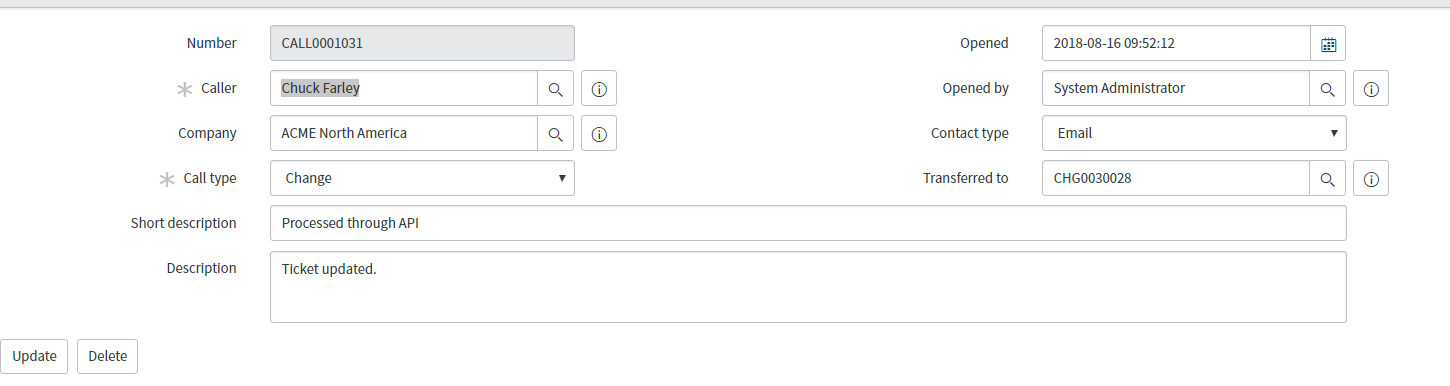 Number CALL0001031 Opened 2018-08-16 09:52:12
Caller Chuck Farley Opened by System Administrator
Company ACME North America Contact type Email
Call type Change Transferred to CHG0030028
Short description Processed through API
Description Ticket updated.
Update Delete